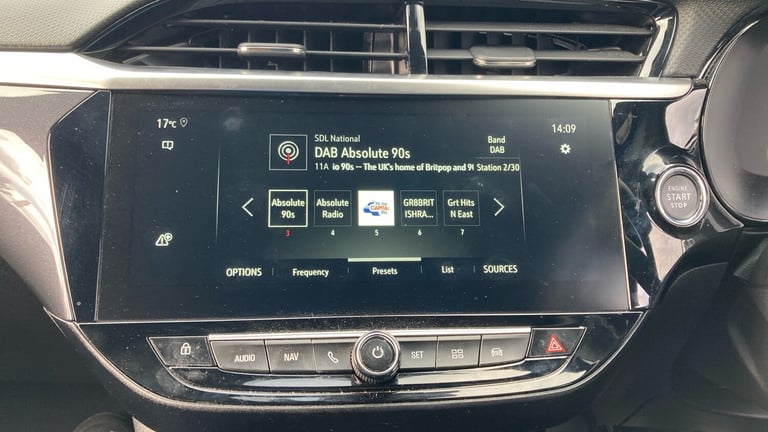 17°C
14:09
SDL National
DAB Absolute 90s
Band
DAB
11A io 90s -- The UK's home of Britpop and 9( Station 2/30
Absolute
90s
Absolute
Radio
CAPITAL
GR8BRIT
ISHRA...
Grt Hits
N East
3 4 5 6 7
OPTIONS Frequency Presets List SOURCES
AUDIO NAV SET
ENGINE
START
STOP